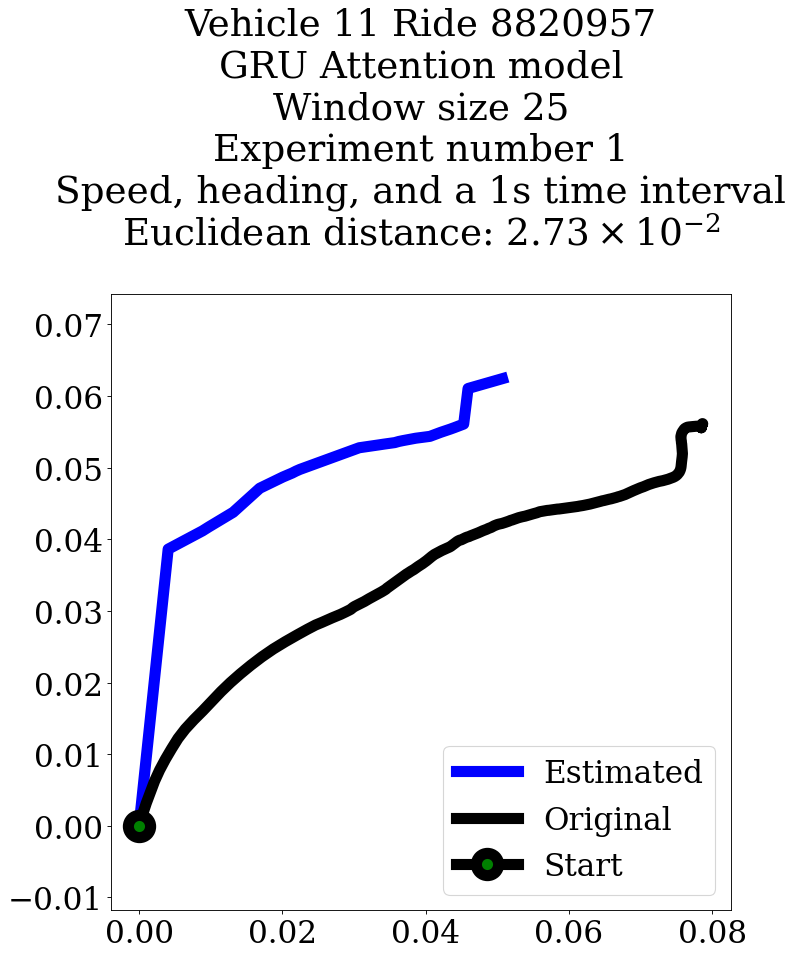 Vehicle 11 Ride 8820957
GRU Attention model
Window size 25
Experiment number 1
Speed, heading, and a 1s time interval
Euclidean distance: 2.73 × 10⁻²
0.07
0.06
0.05
0.04
0.03
0.02
0.01
0.00
−0.01
Estimated
Original
Start
0.00 0.02 0.04 0.06 0.08